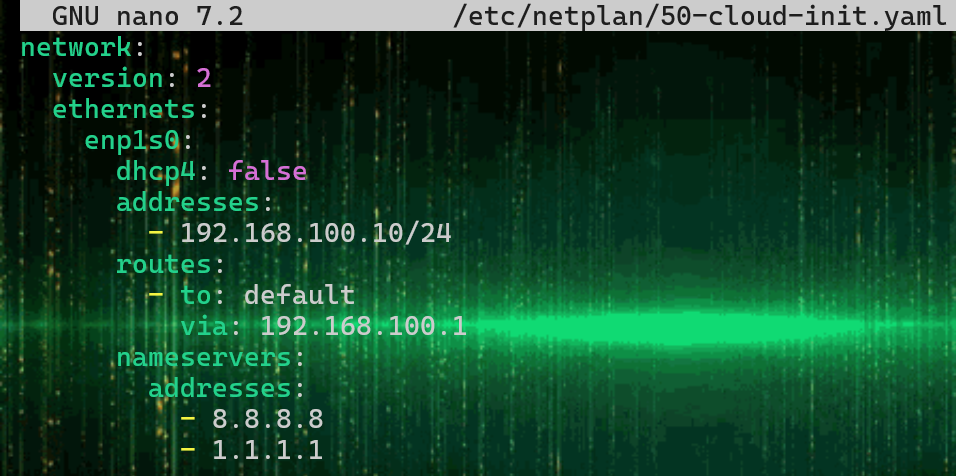 GNU nano 7.2 /etc/netplan/50-cloud-init.yaml
network:
  version: 2
  ethernets:
    enp1s0:
      dhcp4: false
      addresses:
        - 192.168.100.10/24
      routes:
        - to: default
          via: 192.168.100.1
      nameservers:
        addresses:
          - 8.8.8.8
          - 1.1.1.1